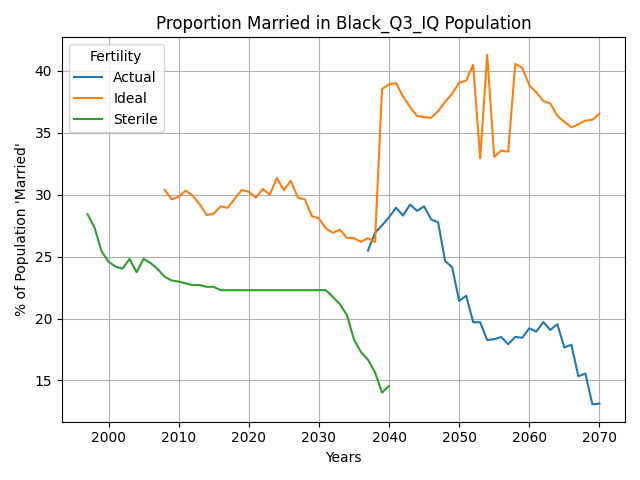 Proportion Married in Black_Q3_IQ Population
% of Population 'Married'
Fertility
Actual
Ideal
Sterile
40
35
30
25
20
15
2000 2010 2020 2030 2040 2050 2060 2070
Years